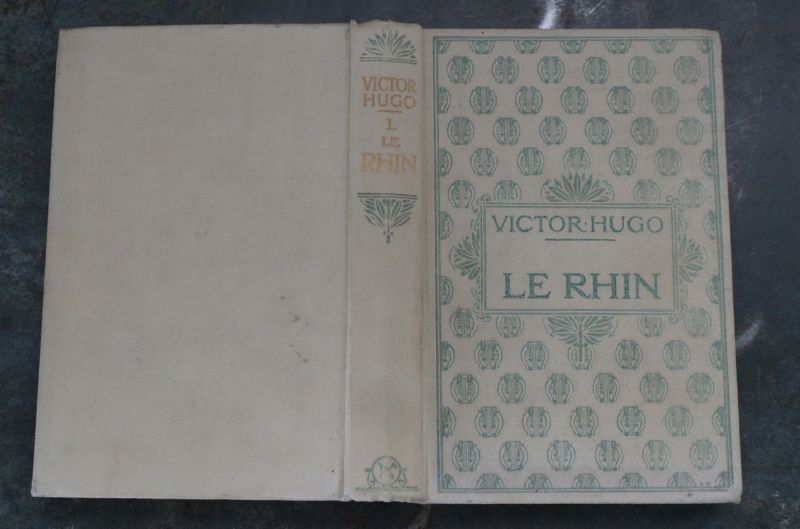 VICTOR
HUGO
I.
LE
RHIN
VICTOR·HUGO
LE RHIN